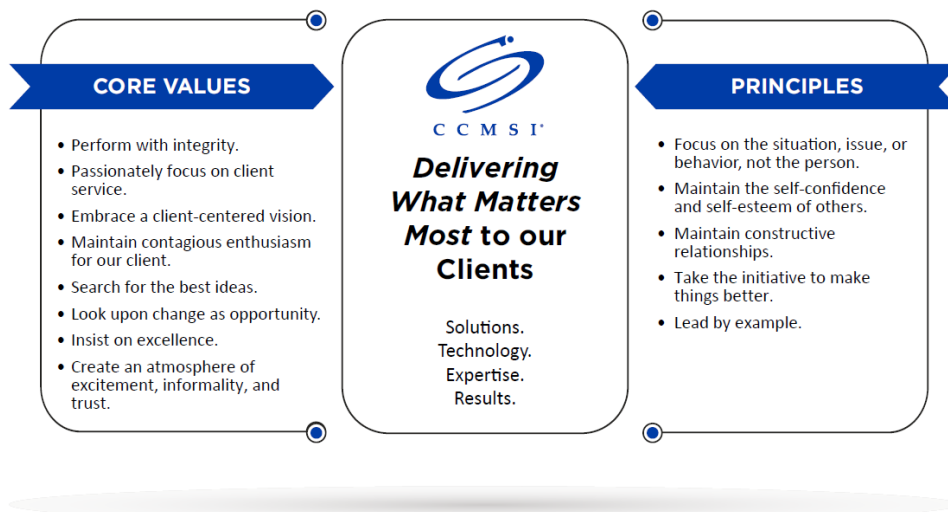 CORE VALUES
• Perform with integrity.
• Passionately focus on client
service.
• Embrace a client-centered vision.
• Maintain contagious enthusiasm
for our client.
• Search for the best ideas.
• Look upon change as opportunity.
• Insist on excellence.
• Create an atmosphere of
excitement, informality, and
trust.
CCMSI®
Delivering
What Matters
Most to our
Clients
Solutions.
Technology.
Expertise.
Results.
PRINCIPLES
• Focus on the situation, issue, or
behavior, not the person.
• Maintain the self-confidence
and self-esteem of others.
• Maintain constructive
relationships.
• Take the initiative to make
things better.
• Lead by example.